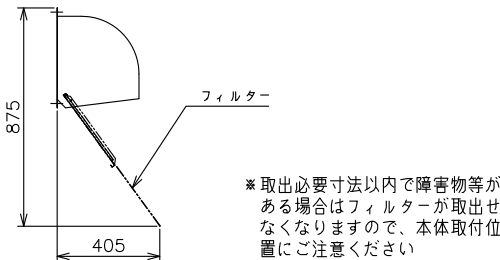 875
フィルター
405
※取出必要寸法以内で障害物等が
ある場合はフィルターが取出せ
なくなりますので、本体取付位
置にご注意ください